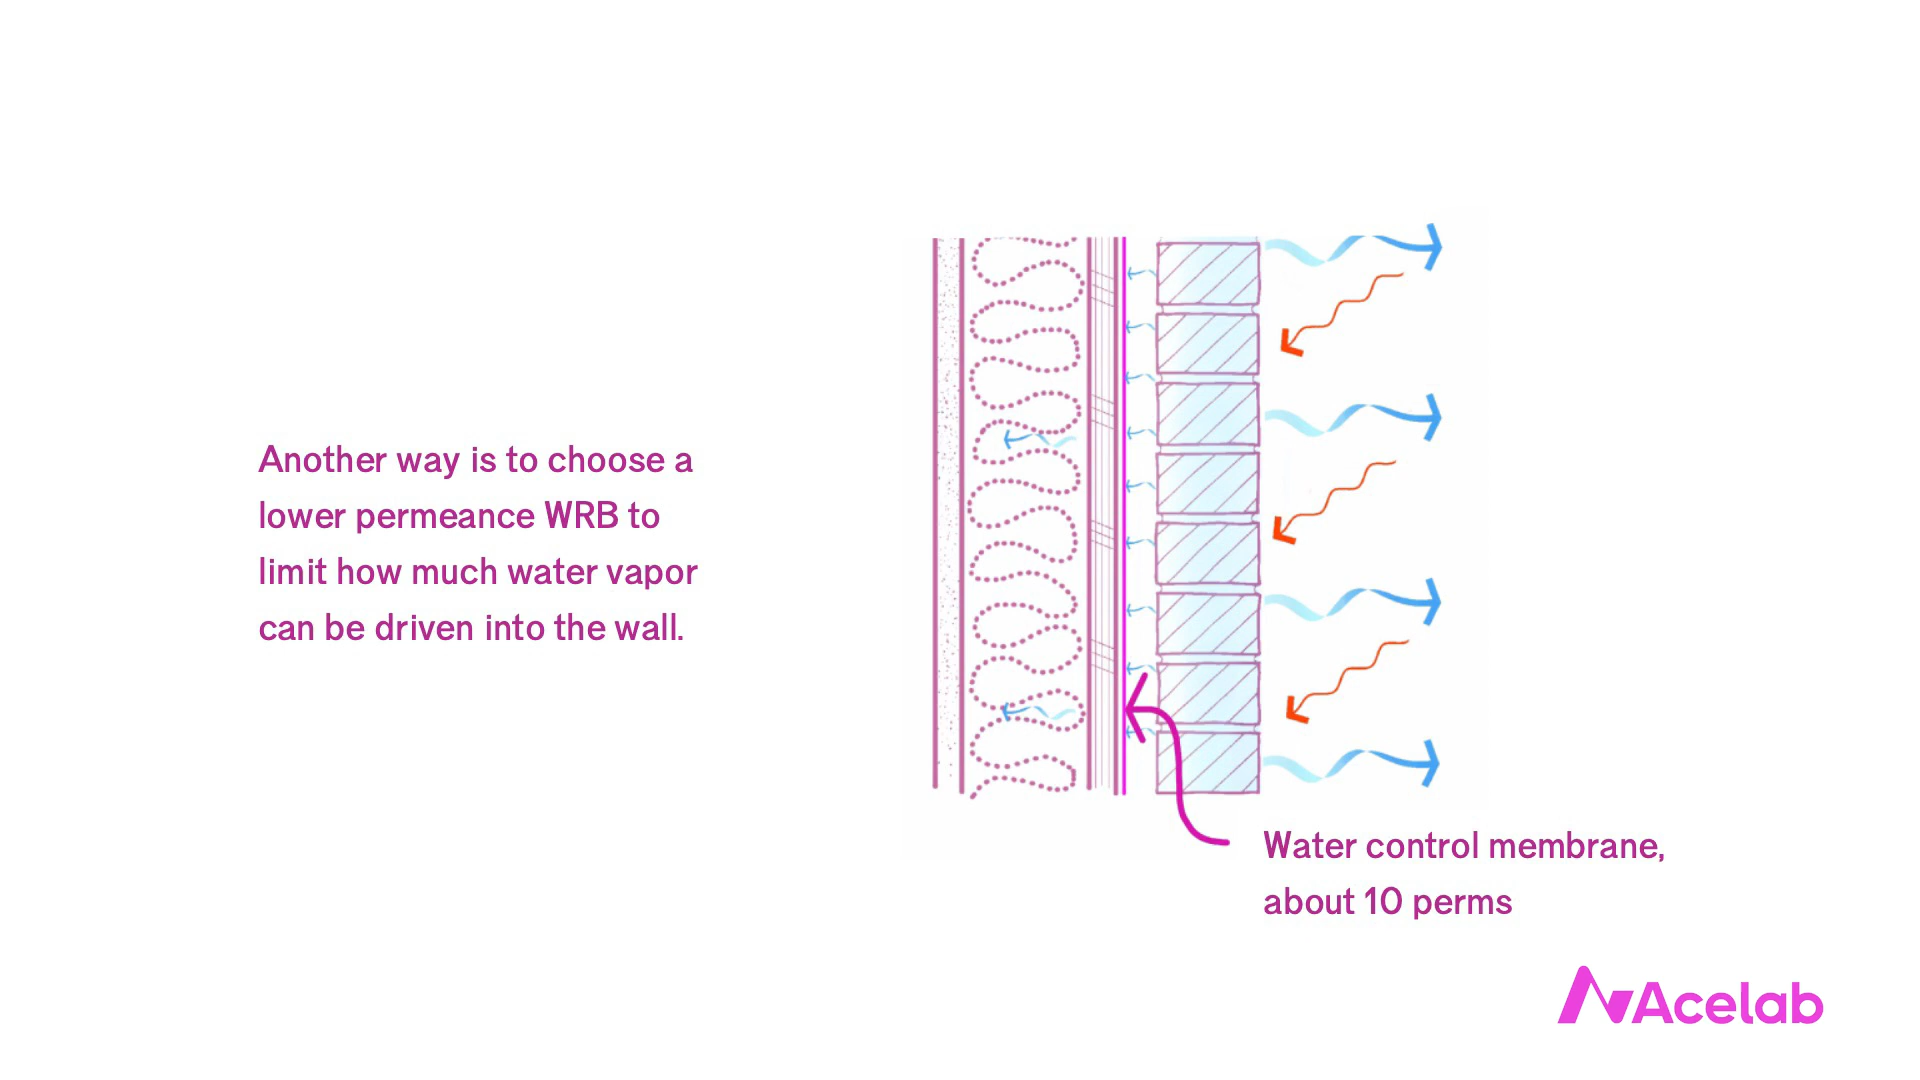 Another way is to choose a
lower permeance WRB to
limit how much water vapor
can be driven into the wall.
Water control membrane,
about 10 perms
Acelab